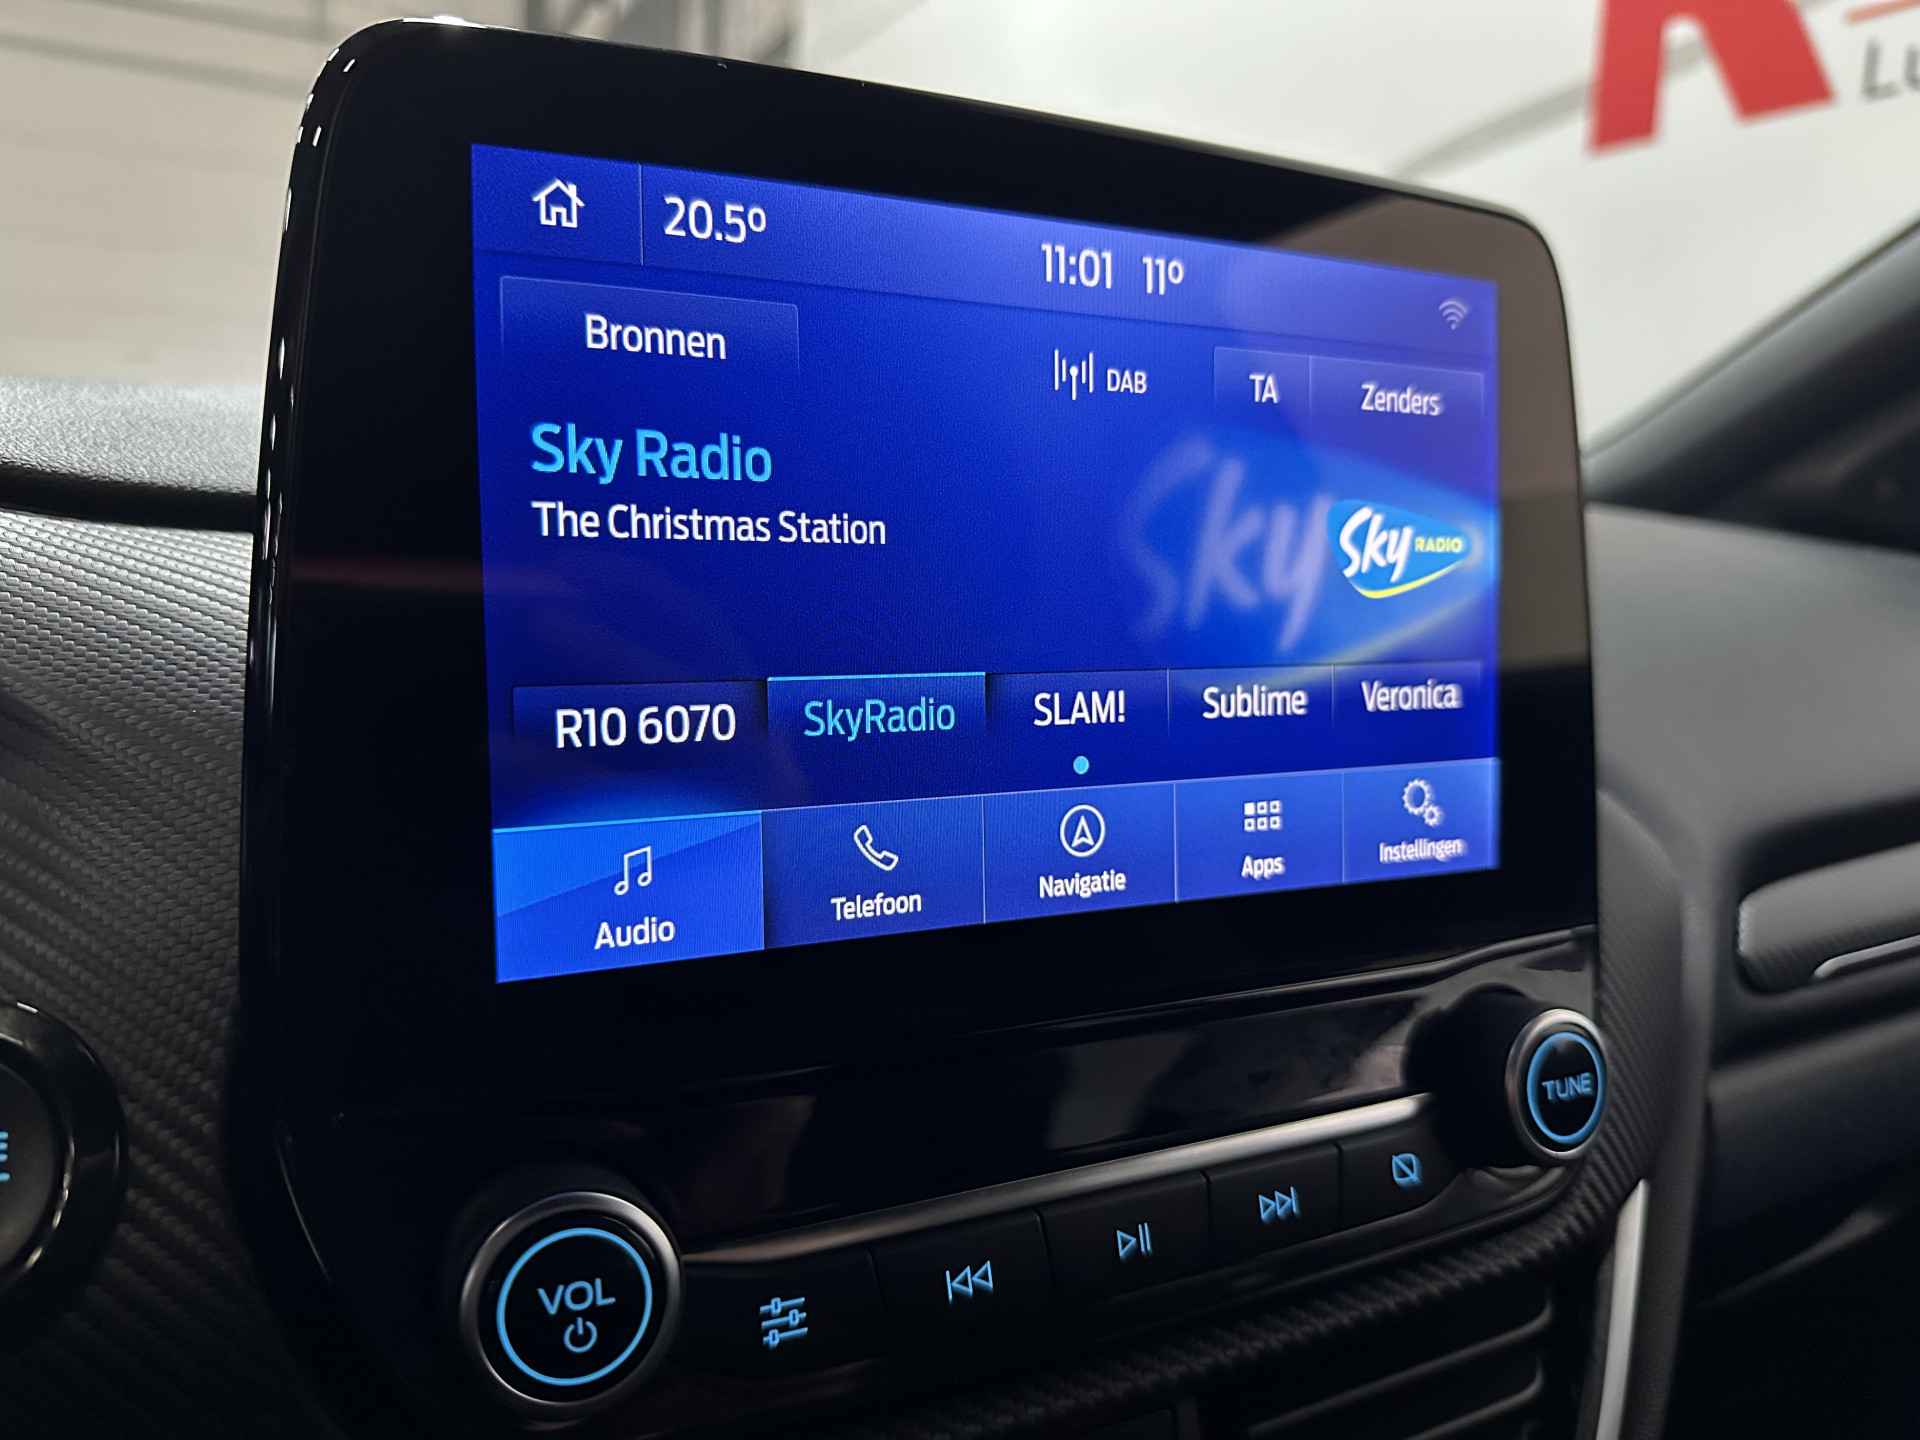 20.5º
11:01 11º
Bronnen
DAB
TA
Zenders
Sky Radio
The Christmas Station
Sky
Sky RADIO
R10 6070
SkyRadio
SLAM!
Sublime
Veronica
Audio
Telefoon
Navigatie
Apps
Instellingen
TUNE
VOL